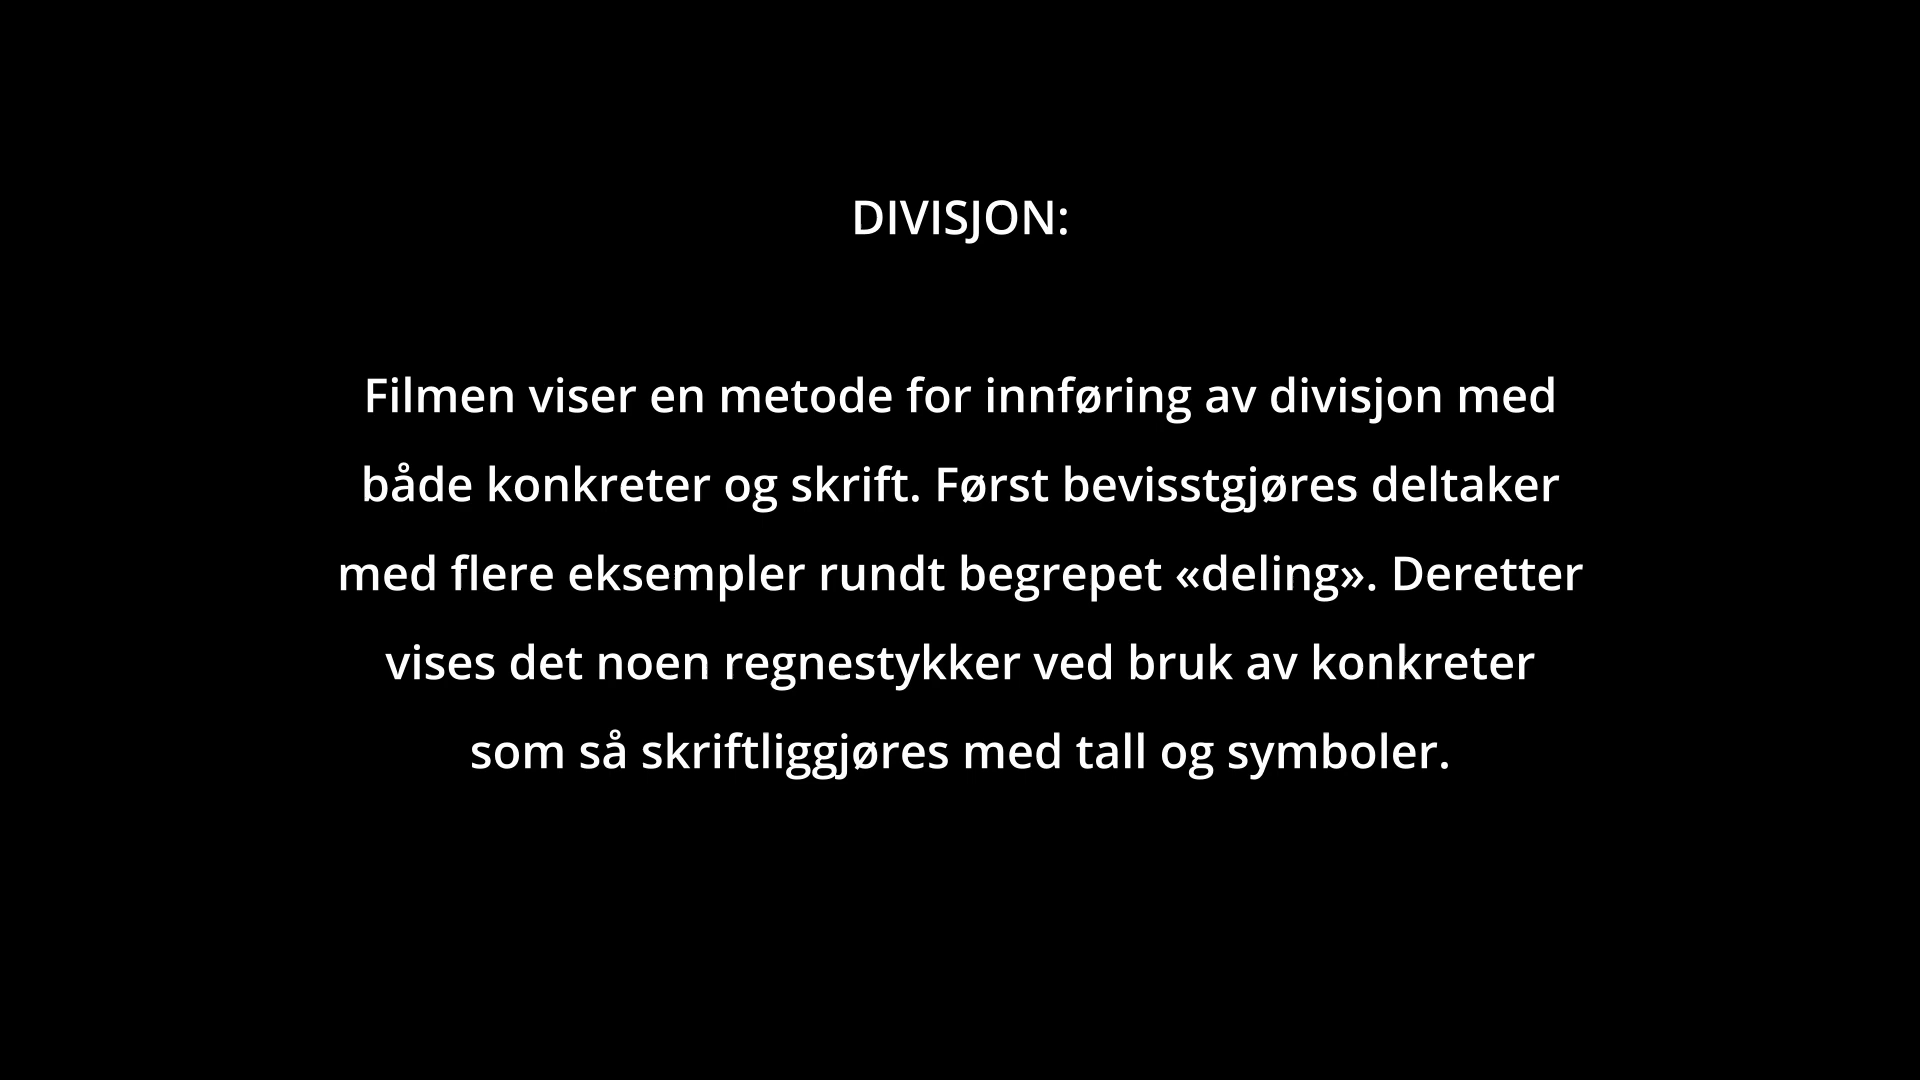 DIVISJON:
Filmen viser en metode for innføring av divisjon med
både konkreter og skrift. Først bevisstgjøres deltaker
med flere eksempler rundt begrepet «deling». Deretter
vises det noen regnestykker ved bruk av konkreter
som så skriftliggjøres med tall og symboler.